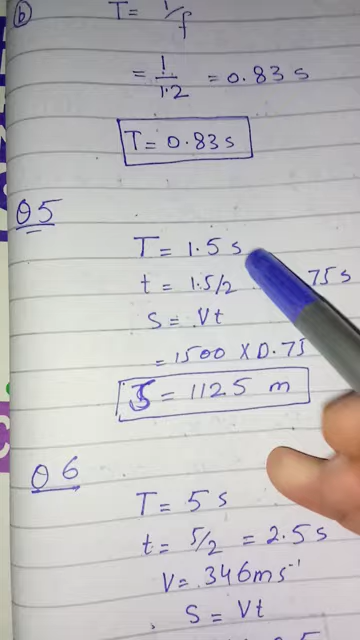 (b) T = 1/f
= 1/1.2 = 0.83 s
T = 0.83 s
Q5
T = 1.5 s
t = 1.5/2 75 s
S = Vt
= 1500 X 0.75
S = 1125 m
Q6
T = 5 s
t = 5/2 = 2.5 s
V = 346 ms⁻¹
S = Vt